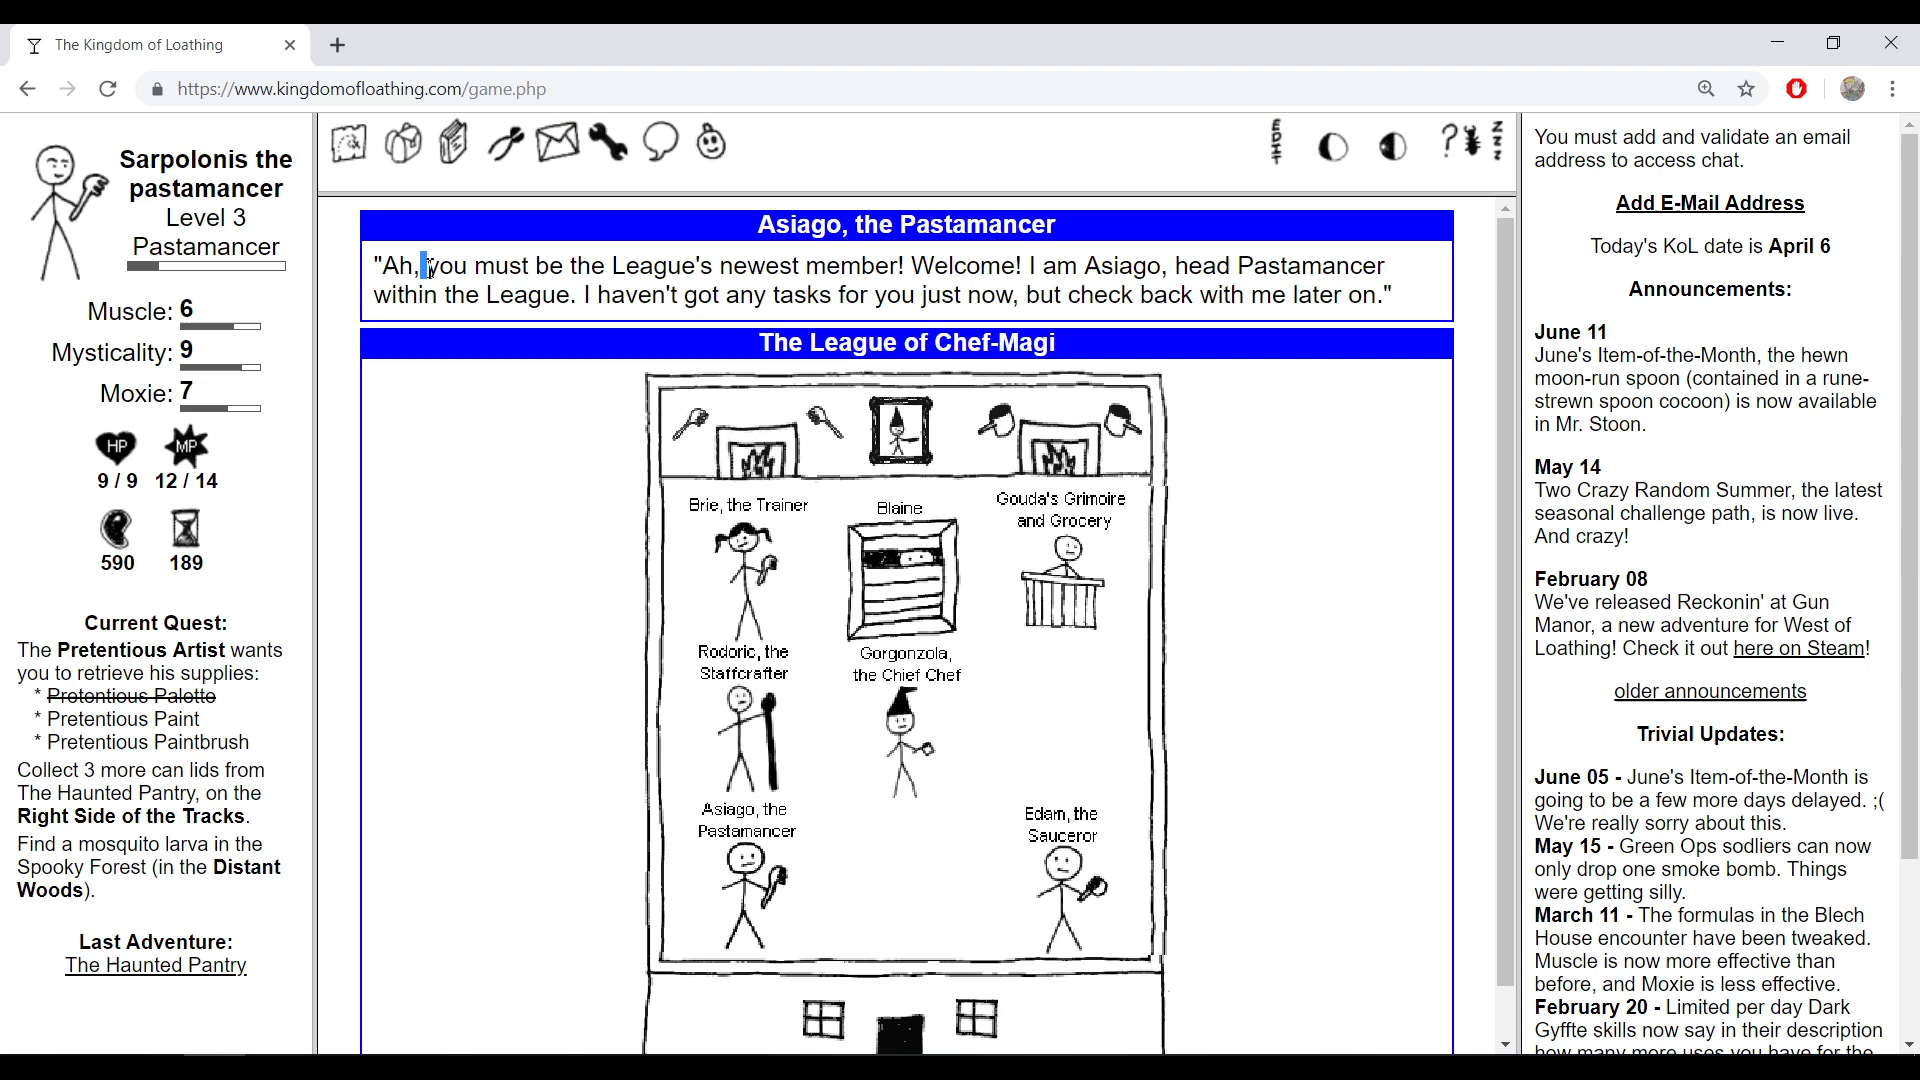 The Kingdom of Loathing
https://www.kingdomofloathing.com/game.php
Sarpolonis the
pastamancer
Level 3
Pastamancer
Muscle: 6
Mysticality: 9
Moxie: 7
HP MP
9 / 9 12 / 14
590 189
Current Quest:
The Pretentious Artist wants
you to retrieve his supplies:
* Pretentious Palette
* Pretentious Paint
* Pretentious Paintbrush
Collect 3 more can lids from
The Haunted Pantry, on the
Right Side of the Tracks.
Find a mosquito larva in the
Spooky Forest (in the Distant
Woods).
Last Adventure:
The Haunted Pantry
EDIT
?
ZZZZ
Asiago, the Pastamancer
"Ah, you must be the League's newest member! Welcome! I am Asiago, head Pastamancer
within the League. I haven't got any tasks for you just now, but check back with me later on."
The League of Chef-Magi
Brie, the Trainer
Blaine
Gouda's Grimoire
and Grocery
Rodoric, the
Staffcrafter
Gorgonzola,
the Chief Chef
Asiago, the
Pastamancer
Edam, the
Sauceror
You must add and validate an email
address to access chat.
Add E-Mail Address
Today's KoL date is April 6
Announcements:
June 11
June's Item-of-the-Month, the hewn
moon-run spoon (contained in a rune-
strewn spoon cocoon) is now available
in Mr. Stoon.
May 14
Two Crazy Random Summer, the latest
seasonal challenge path, is now live.
And crazy!
February 08
We've released Reckonin' at Gun
Manor, a new adventure for West of
Loathing! Check it out here on Steam!
older announcements
Trivial Updates:
June 05 - June's Item-of-the-Month is
going to be a few more days delayed. ;(
We're really sorry about this.
May 15 - Green Ops sodliers can now
only drop one smoke bomb. Things
were getting silly.
March 11 - The formulas in the Blech
House encounter have been tweaked.
Muscle is now more effective than
before, and Moxie is less effective.
February 20 - Limited per day Dark
Gyffte skills now say in their description
how many more uses you have for the